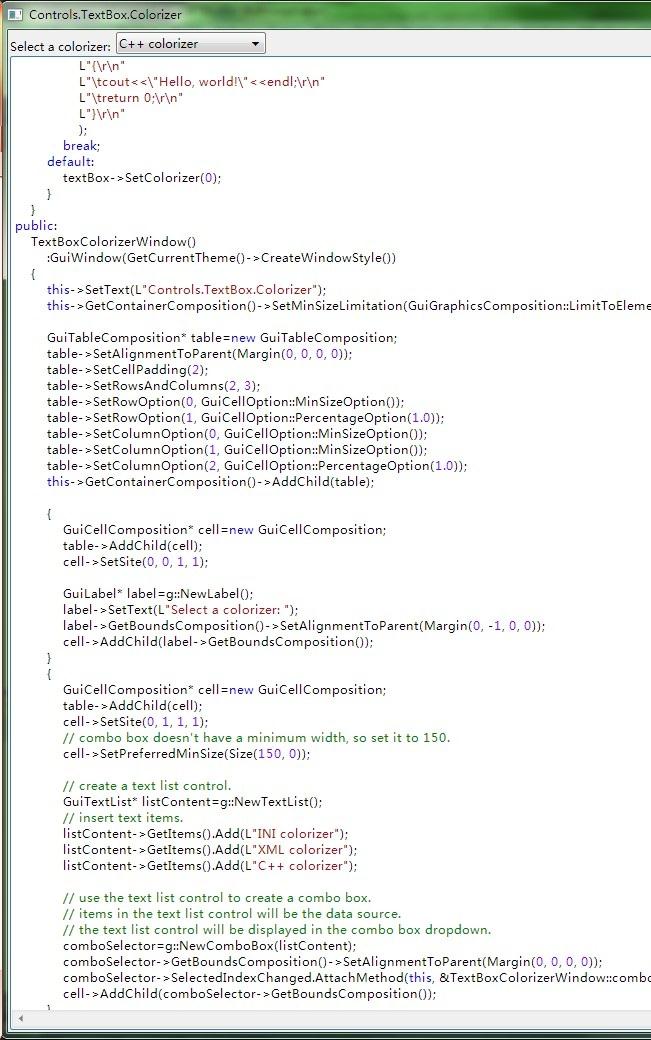 Controls.TextBox.Colorizer
Select a colorizer: C++ colorizer
L"{\r\n"
L"\tcout<<\"Hello, world!\"<<endl;\r\n"
L"\treturn 0;\r\n"
L"}\r\n"
);
break;
default:
textBox->SetColorizer(0);
}
}
public:
TextBoxColorizerWindow()
:GuiWindow(GetCurrentTheme()->CreateWindowStyle())
{
this->SetText(L"Controls.TextBox.Colorizer");
this->GetContainerComposition()->SetMinSizeLimitation(GuiGraphicsComposition::LimitToEleme
GuiTableComposition* table=new GuiTableComposition;
table->SetAlignmentToParent(Margin(0, 0, 0, 0));
table->SetCellPadding(2);
table->SetRowsAndColumns(2, 3);
table->SetRowOption(0, GuiCellOption::MinSizeOption());
table->SetRowOption(1, GuiCellOption::PercentageOption(1.0));
table->SetColumnOption(0, GuiCellOption::MinSizeOption());
table->SetColumnOption(1, GuiCellOption::MinSizeOption());
table->SetColumnOption(2, GuiCellOption::PercentageOption(1.0));
this->GetContainerComposition()->AddChild(table);
{
GuiCellComposition* cell=new GuiCellComposition;
table->AddChild(cell);
cell->SetSite(0, 0, 1, 1);
GuiLabel* label=g::NewLabel();
label->SetText(L"Select a colorizer: ");
label->GetBoundsComposition()->SetAlignmentToParent(Margin(0, -1, 0, 0));
cell->AddChild(label->GetBoundsComposition());
}
{
GuiCellComposition* cell=new GuiCellComposition;
table->AddChild(cell);
cell->SetSite(0, 1, 1, 1);
// combo box doesn't have a minimum width, so set it to 150.
cell->SetPreferredMinSize(Size(150, 0));
// create a text list control.
GuiTextList* listContent=g::NewTextList();
// insert text items.
listContent->GetItems().Add(L"INI colorizer");
listContent->GetItems().Add(L"XML colorizer");
listContent->GetItems().Add(L"C++ colorizer");
// use the text list control to create a combo box.
// items in the text list control will be the data source.
// the text list control will be displayed in the combo box dropdown.
comboSelector=g::NewComboBox(listContent);
comboSelector->GetBoundsComposition()->SetAlignmentToParent(Margin(0, 0, 0, 0));
comboSelector->SelectedIndexChanged.AttachMethod(this, &TextBoxColorizerWindow::combo
cell->AddChild(comboSelector->GetBoundsComposition());
}